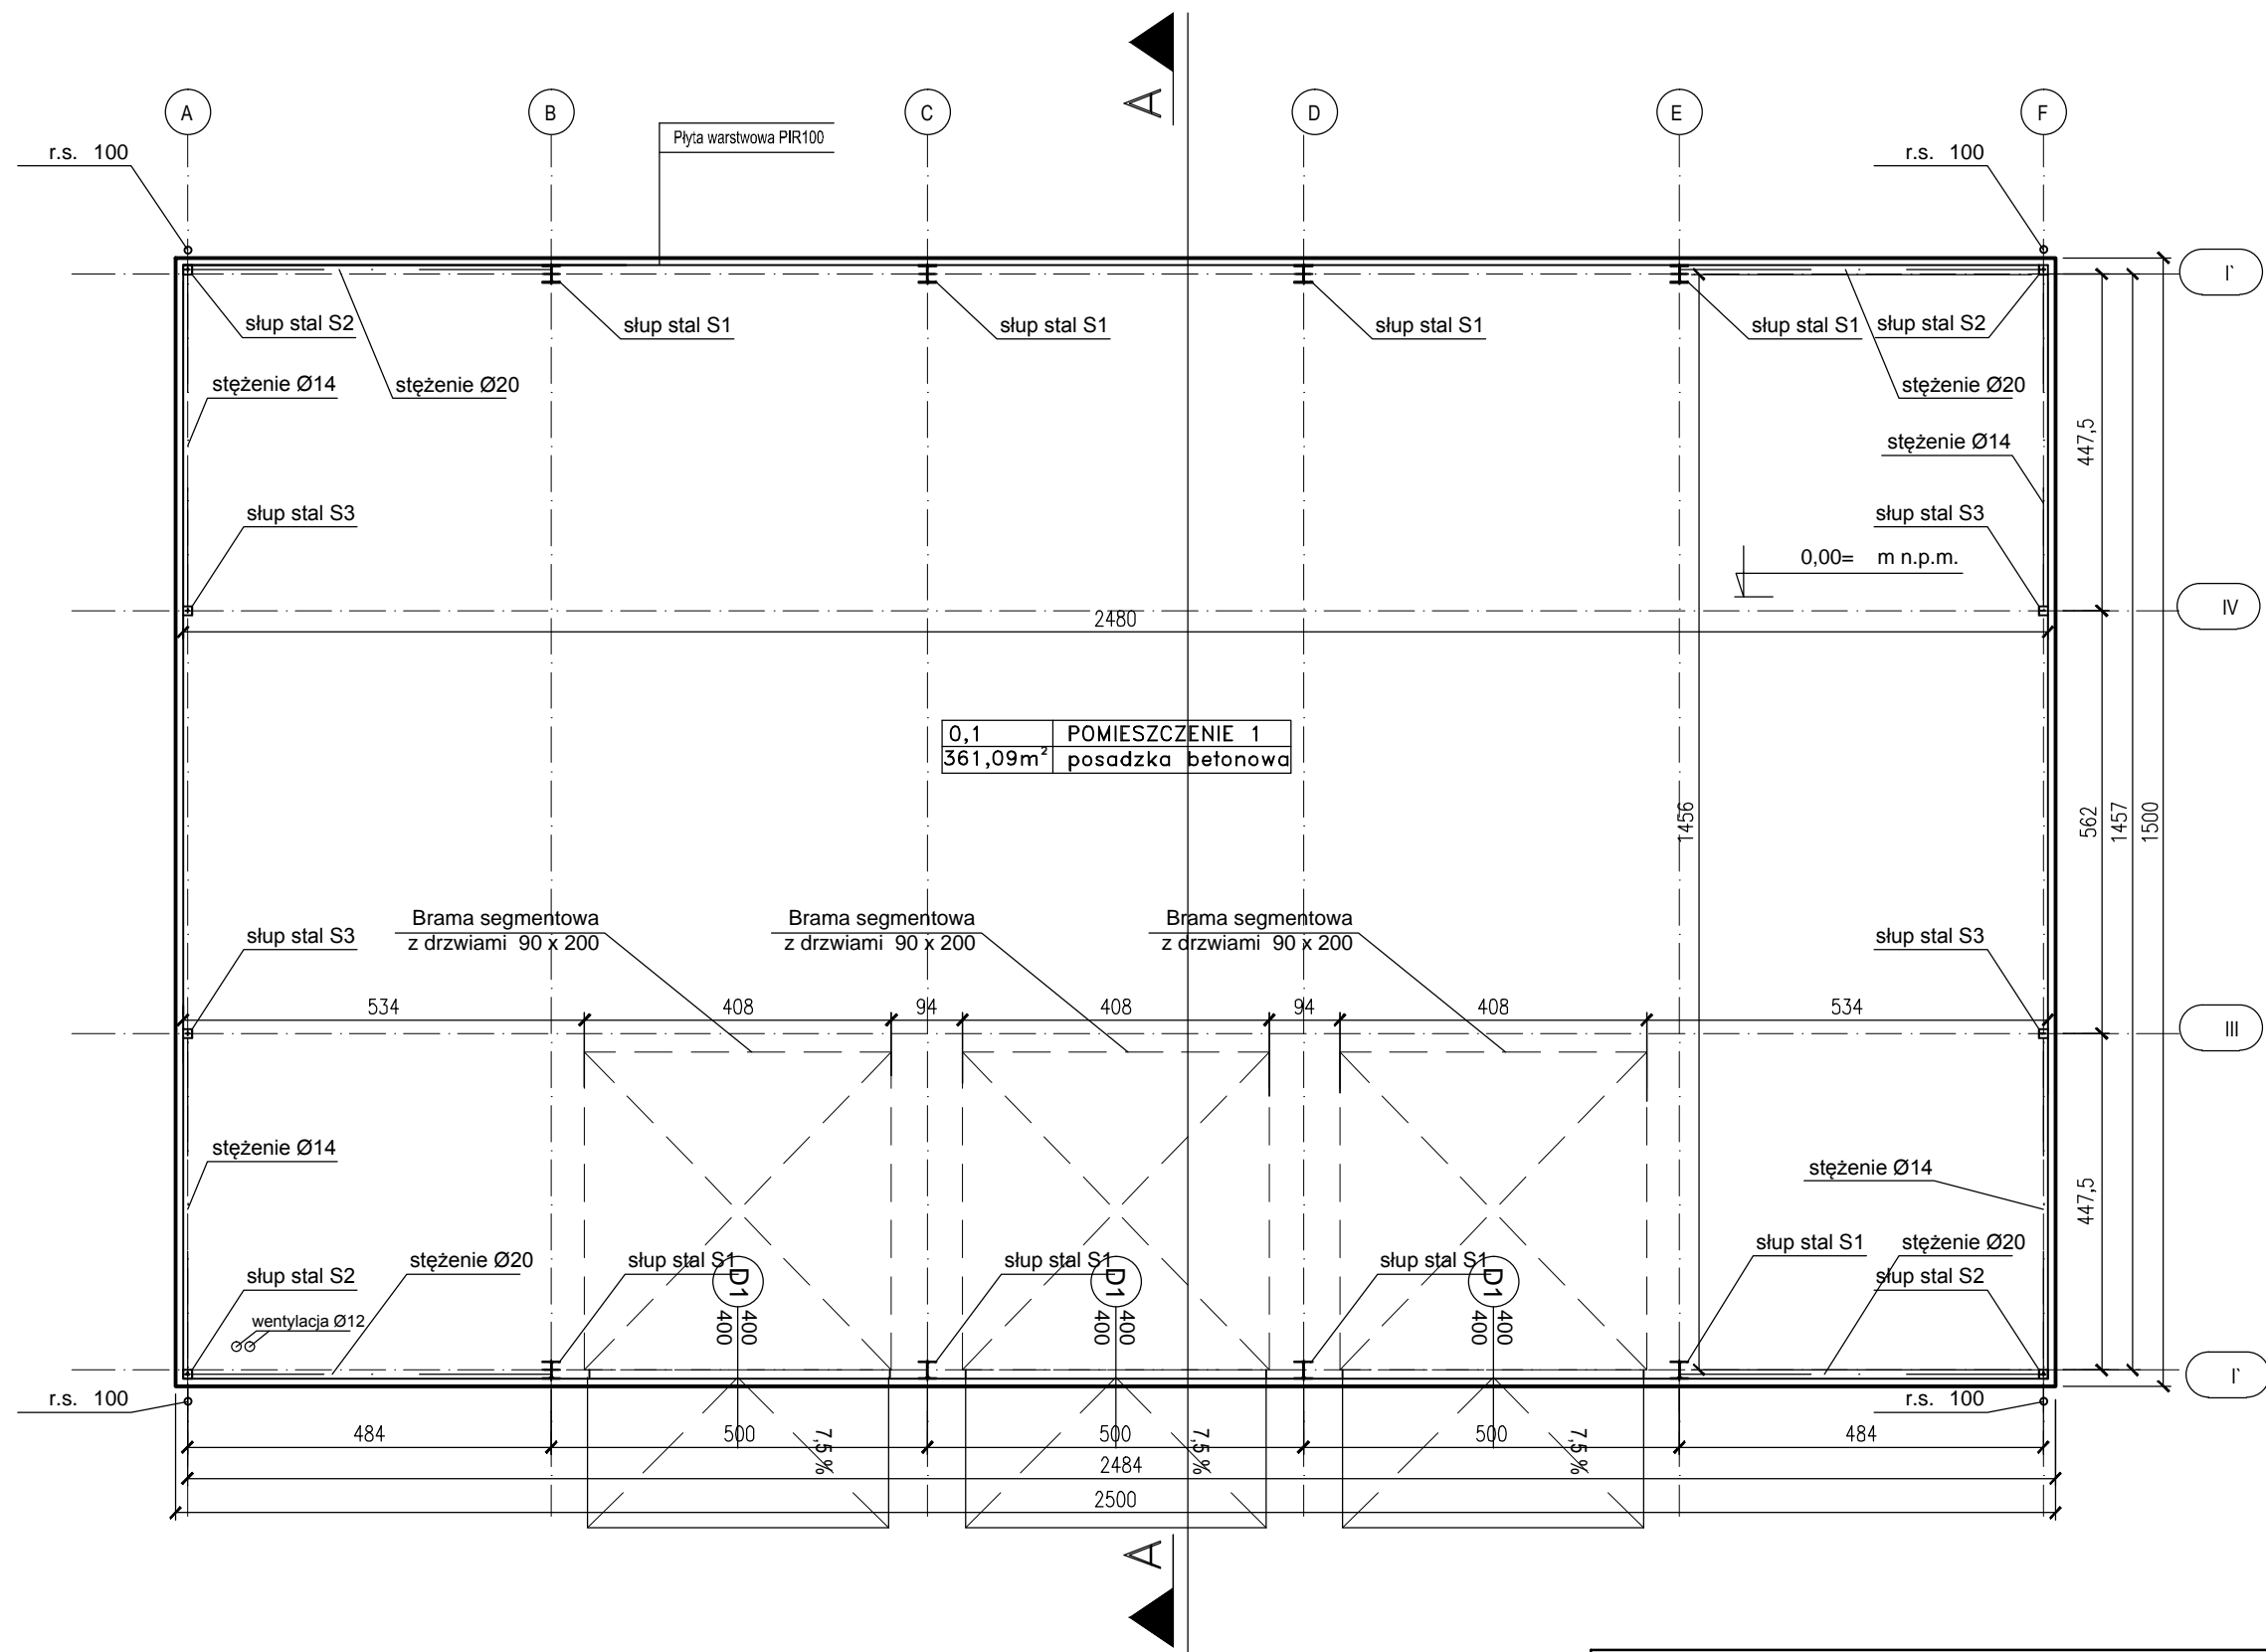 A
A B C D E F
Płyta warstwowa PIR100
r.s. 100
r.s. 100
I`
słup stal S2
słup stal S1
słup stal S1
słup stal S1
słup stal S1
słup stal S2
stężenie Ø14
stężenie Ø20
stężenie Ø20
447,5
stężenie Ø14
słup stal S3
słup stal S3
0,00= m n.p.m.
IV
2480
0,1 POMIESZCZENIE 1
361,09m² posadzka betonowa
1456
562
1457
1500
Brama segmentowa
z drzwiami 90 x 200
Brama segmentowa
z drzwiami 90 x 200
Brama segmentowa
z drzwiami 90 x 200
słup stal S3
słup stal S3
534
408
94
408
94
408
534
III
stężenie Ø14
stężenie Ø14
447,5
słup stal S2
stężenie Ø20
słup stal S1
słup stal S1
słup stal S1
słup stal S1
stężenie Ø20
słup stal S2
D1
400
400
D1
400
400
D1
400
400
wentylacja Ø12
I`
r.s. 100
r.s. 100
484
500
500
500
484
7,5 %
7,5 %
7,5 %
2484
2500
A